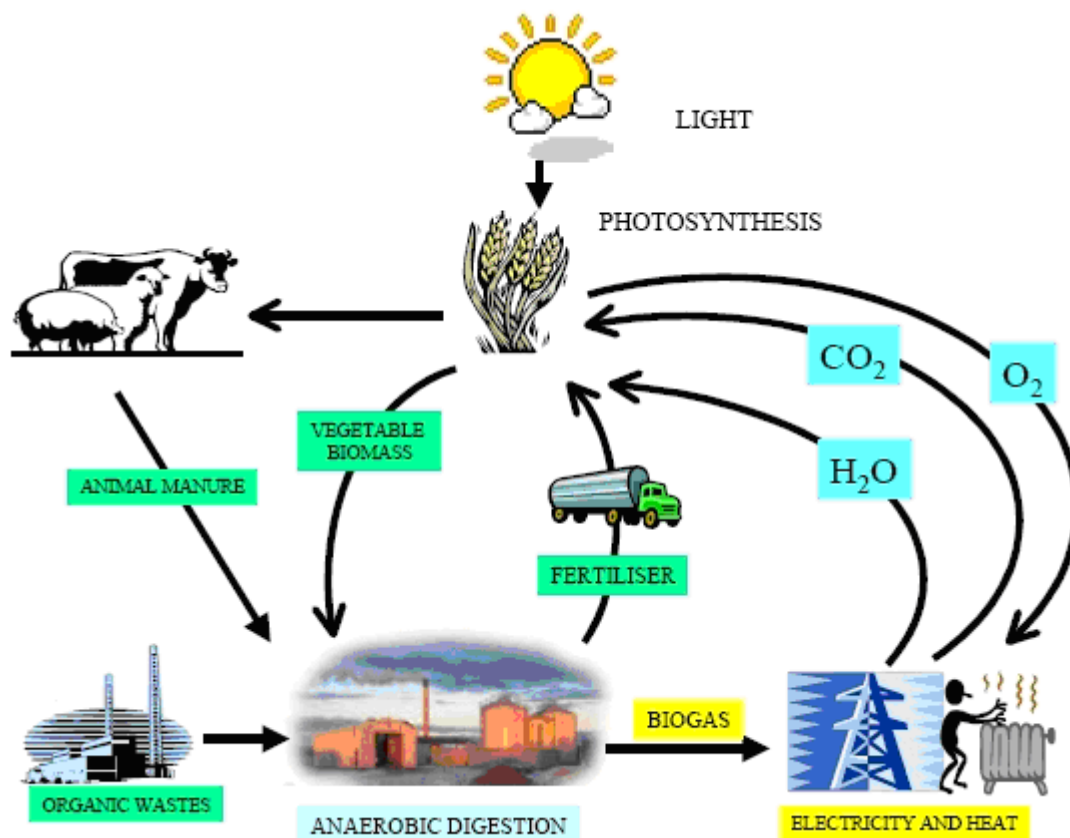 LIGHT
PHOTOSYNTHESIS
CO₂
O₂
VEGETABLE
BIOMASS
ANIMAL MANURE
H₂O
FERTILISER
BIOGAS
ORGANIC WASTES
ANAEROBIC DIGESTION
ELECTRICITY AND HEAT